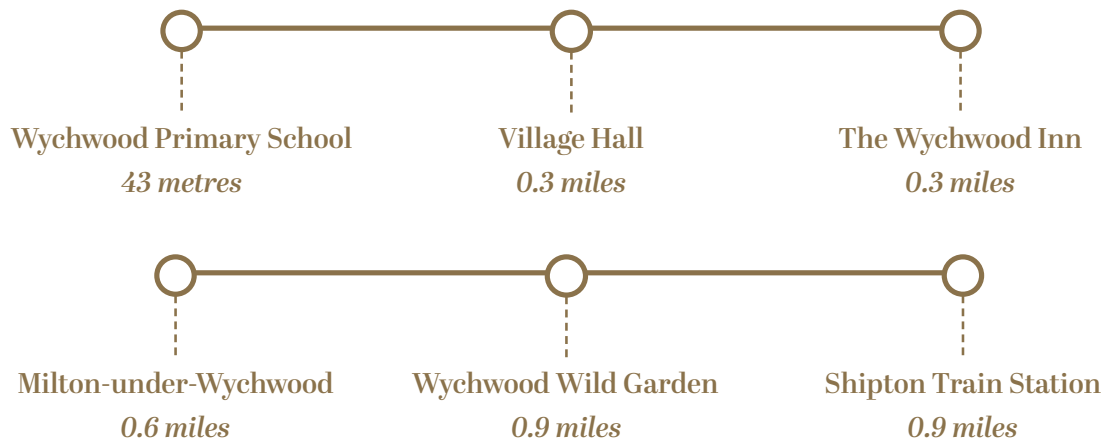 Wychwood Primary School
43 metres
Village Hall
0.3 miles
The Wychwood Inn
0.3 miles
Milton-under-Wychwood
0.6 miles
Wychwood Wild Garden
0.9 miles
Shipton Train Station
0.9 miles